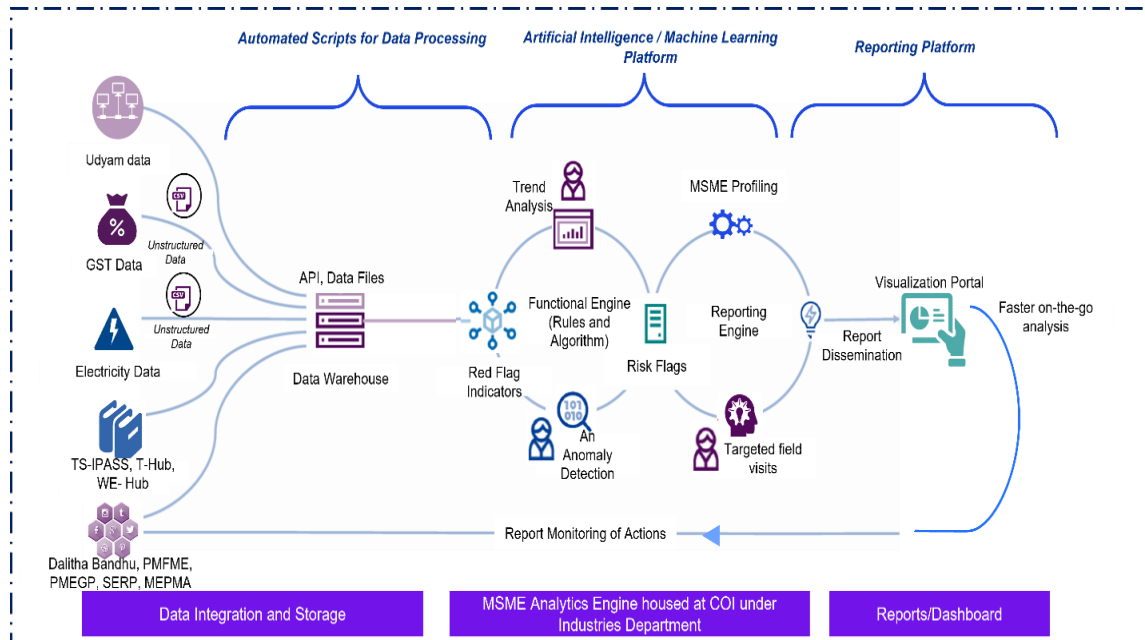 Automated Scripts for Data Processing
Artificial Intelligence / Machine Learning
Platform
Reporting Platform
Udyam data
CSV
Unstructured
Data
GST Data
CSV
Unstructured
Data
Electricity Data
TS-IPASS, T-Hub,
WE- Hub
Dalitha Bandhu, PMFME,
PMEGP, SERP, MEPMA
API, Data Files
Data Warehouse
Red Flag
Indicators
Trend
Analysis
Functional Engine
(Rules and
Algorithm)
101
010
An
Anomaly
Detection
Risk Flags
MSME Profiling
Reporting
Engine
Targeted field
visits
Report
Dissemination
Visualization Portal
Faster on-the-go
analysis
Report Monitoring of Actions
Data Integration and Storage
MSME Analytics Engine housed at COI under
Industries Department
Reports/Dashboard